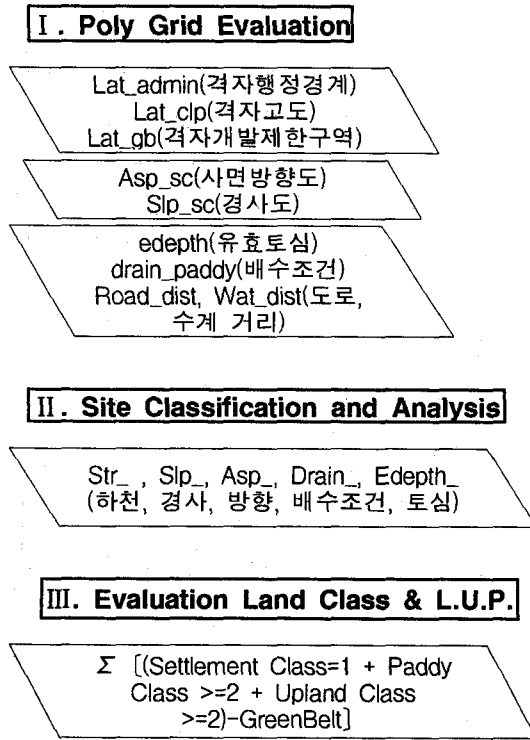 Ⅰ. Poly Grid Evaluation
Lat_admin(격자행정경계)
Lat_clp(격자고도)
Lat_gb(격자개발제한구역)
Asp_sc(사면방향도)
Slp_sc(경사도)
edepth(유효토심)
drain_paddy(배수조건)
Road_dist, Wat_dist(도로,
수계 거리)
Ⅱ. Site Classification and Analysis
Str_ , Slp_, Asp_, Drain_, Edepth_
(하천, 경사, 방향, 배수조건, 토심)
Ⅲ. Evaluation Land Class & L.U.P.
Σ [(Settlement Class=1 + Paddy
Class >=2 + Upland Class
>=2)-GreenBelt]